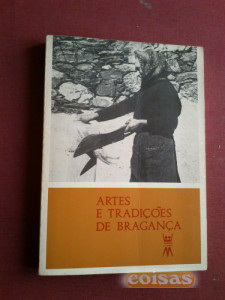 ARTES
E TRADIÇÕES
DE BRAGANÇA
coisas